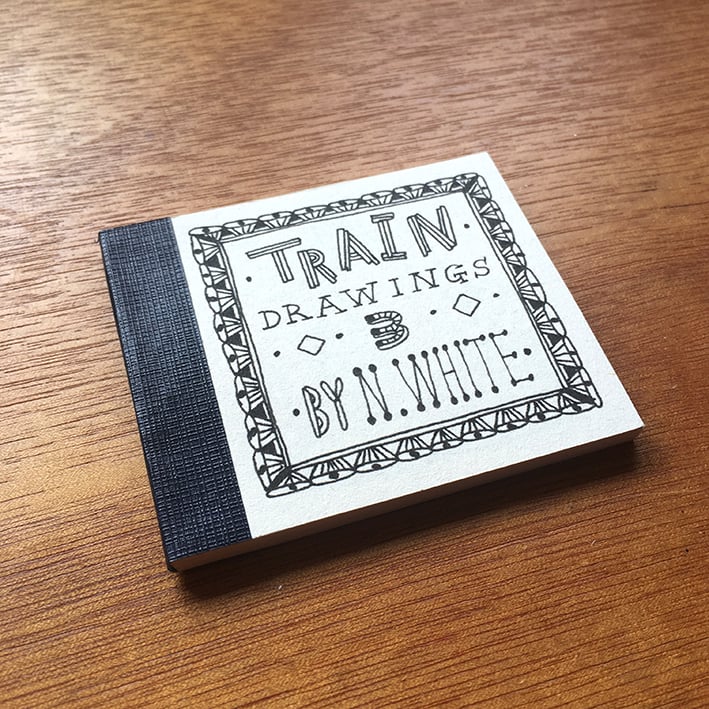 TRAIN
DRAWINGS
3
BY N. WHITE